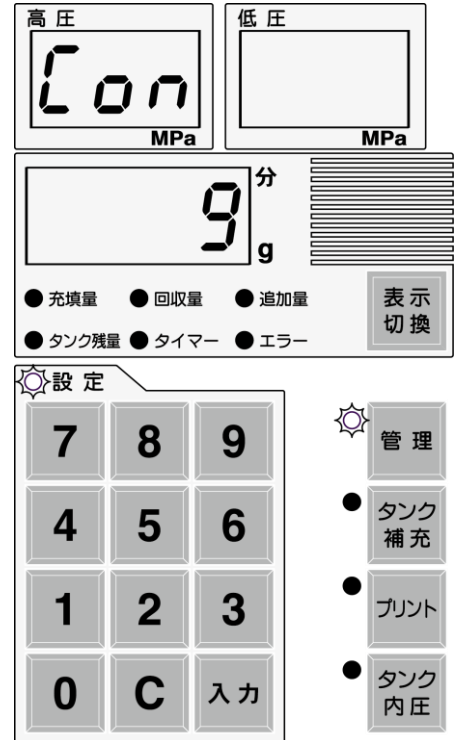 高圧
Con
MPa
低圧
MPa
分
9
g
充填量
回収量
追加量
タンク残量
タイマー
エラー
表示
切換
設定
7
8
9
4
5
6
1
2
3
0
C
入力
管理
タンク
補充
プリント
タンク
内圧